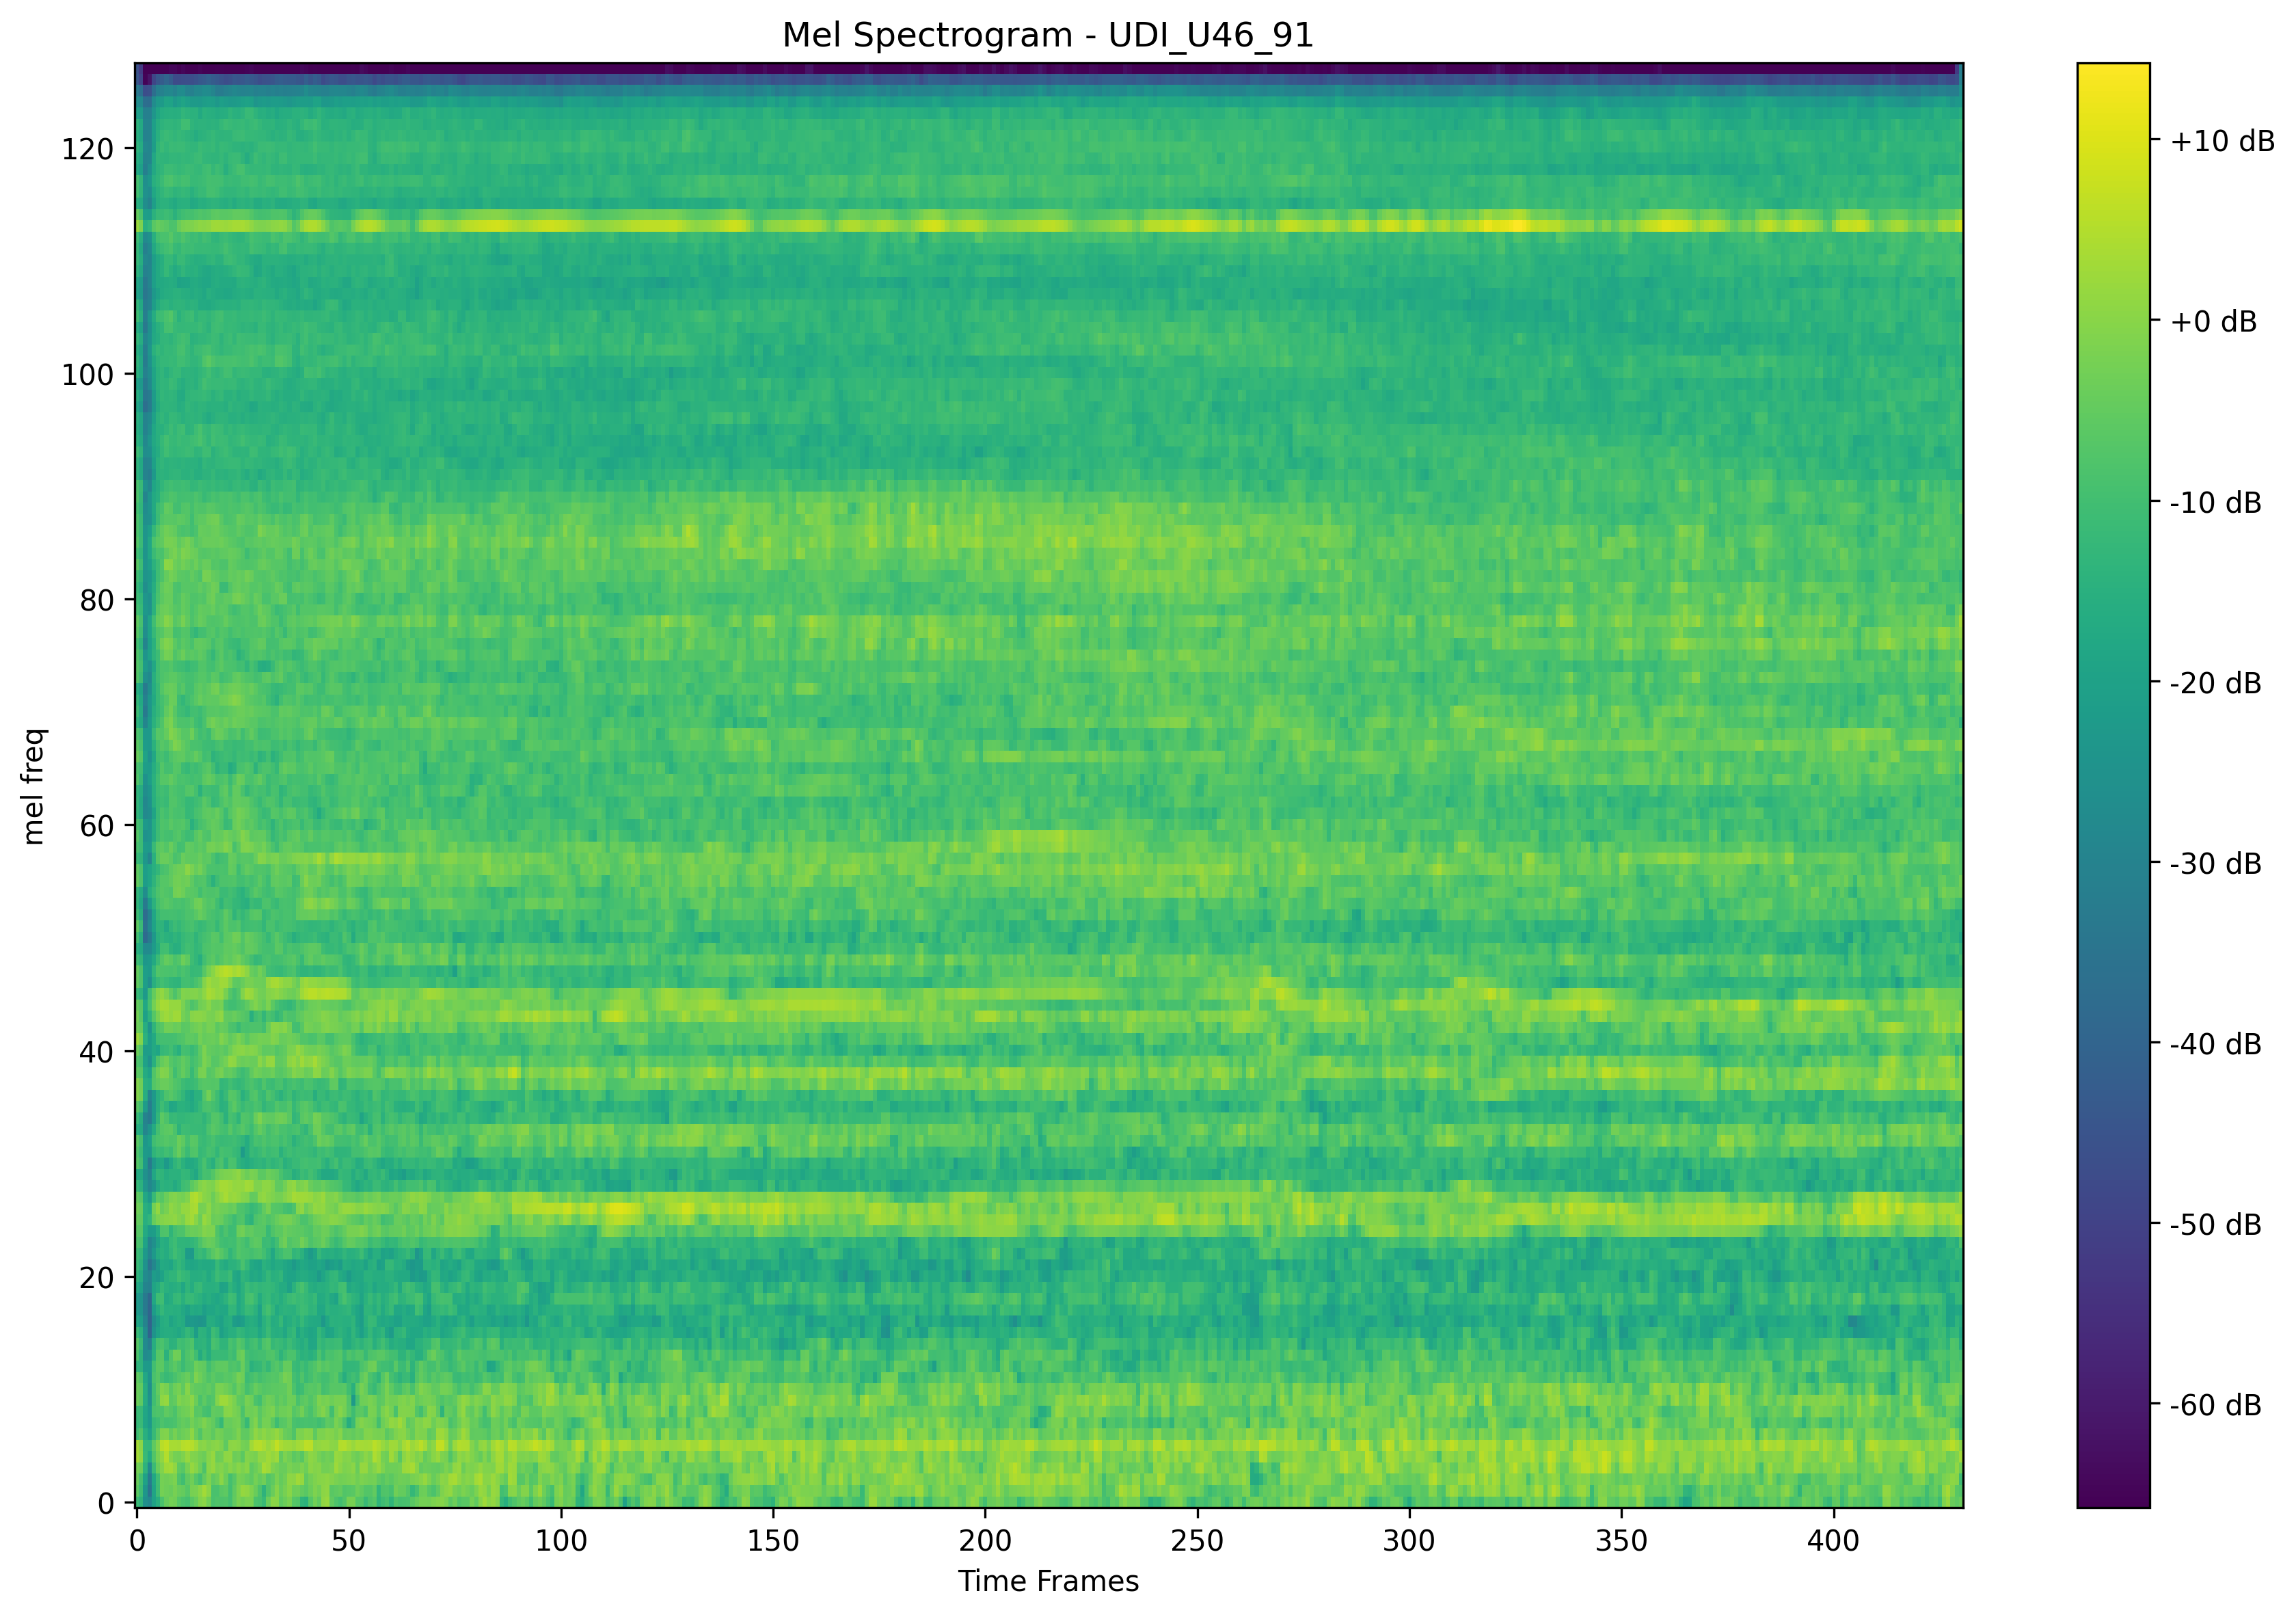 Mel Spectrogram - UDI_U46_91
mel freq
120
100
80
60
40
20
0
0 50 100 150 200 250 300 350 400
Time Frames
+10 dB
+0 dB
-10 dB
-20 dB
-30 dB
-40 dB
-50 dB
-60 dB